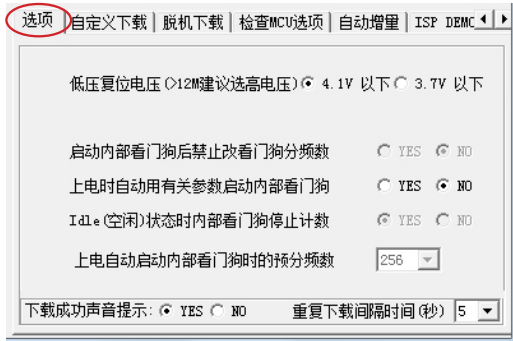 选项 自定义下载 脱机下载 检查MCU选项 自动增量 ISP DEMO
低压复位电压(>12M建议选高电压) 4.1V 以下 3.7V 以下
启动内部看门狗后禁止改看门狗分频数 YES NO
上电时自动用有关参数启动内部看门狗 YES NO
Idle(空闲)状态时内部看门狗停止计数 YES NO
上电自动启动内部看门狗时的预分频数 256
下载成功声音提示: YES NO 重复下载间隔时间(秒) 5